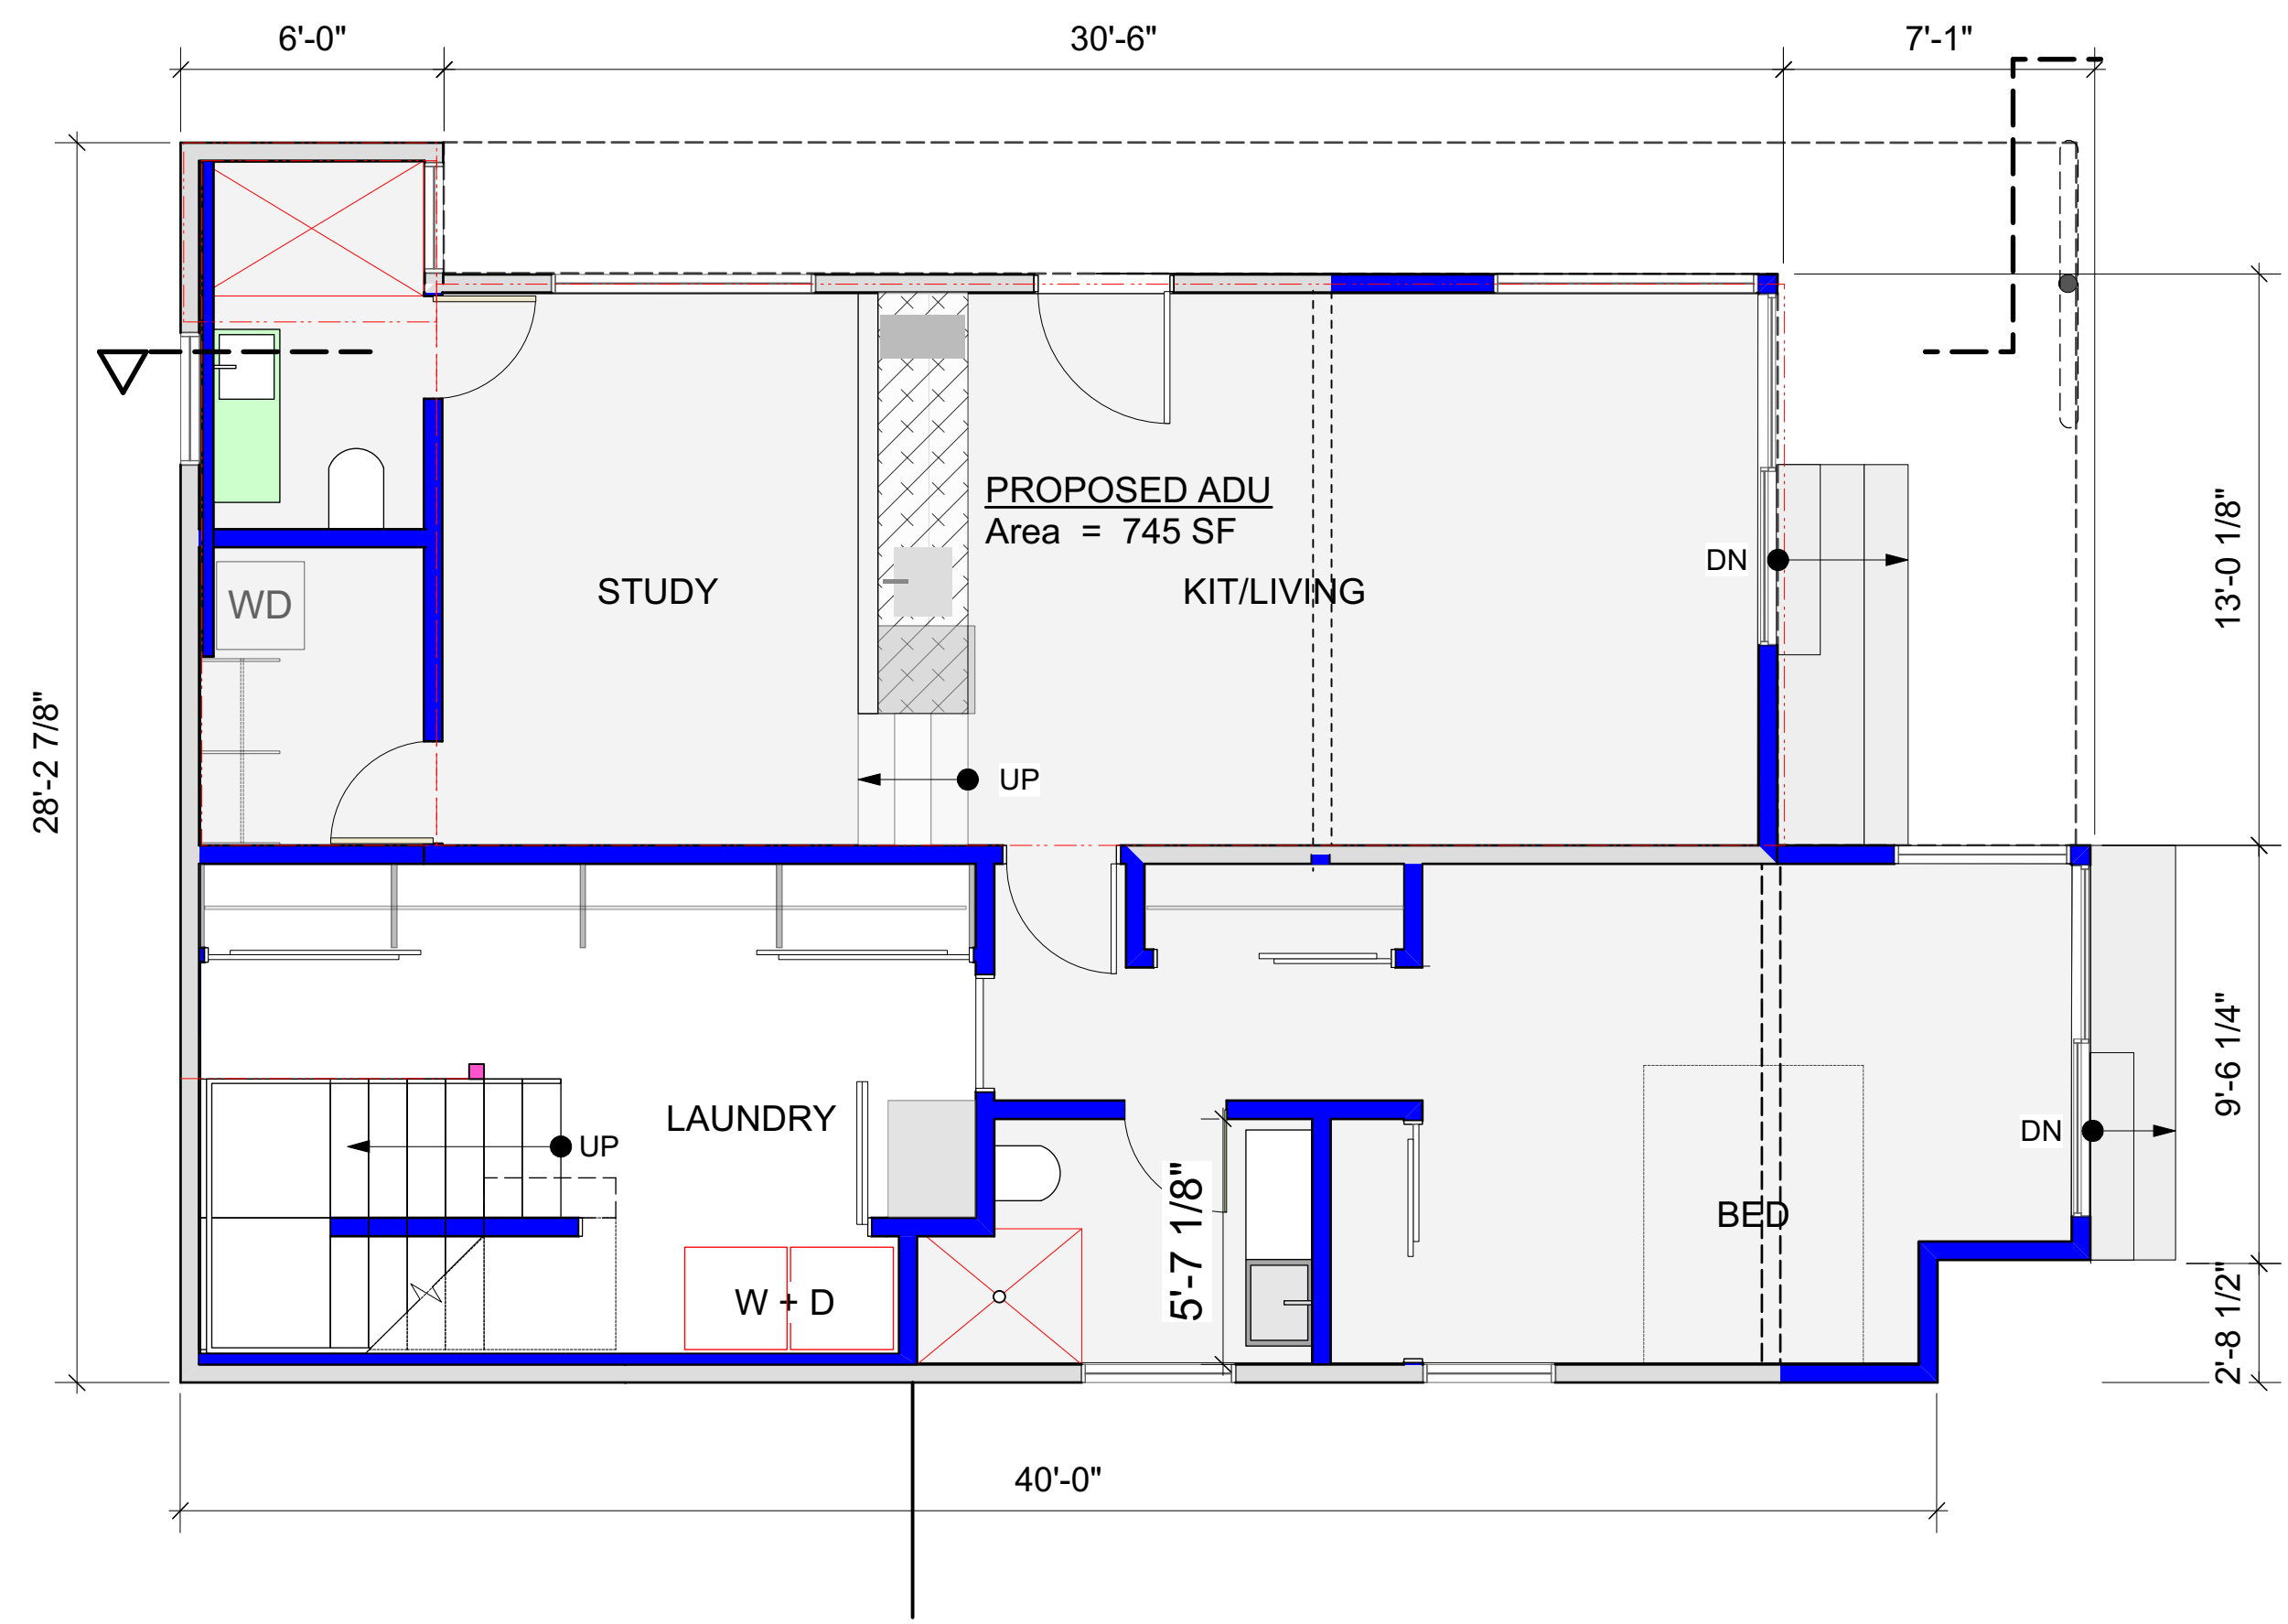 6'-0"
30'-6"
7'-1"
PROPOSED ADU
Area = 745 SF
DN
13'-0 1/8"
STUDY
KIT/LIVING
WD
28'-2 7/8"
UP
9'-6 1/4"
LAUNDRY
UP
DN
5'-7 1/8"
BED
W + D
2'-8 1/2"
40'-0"